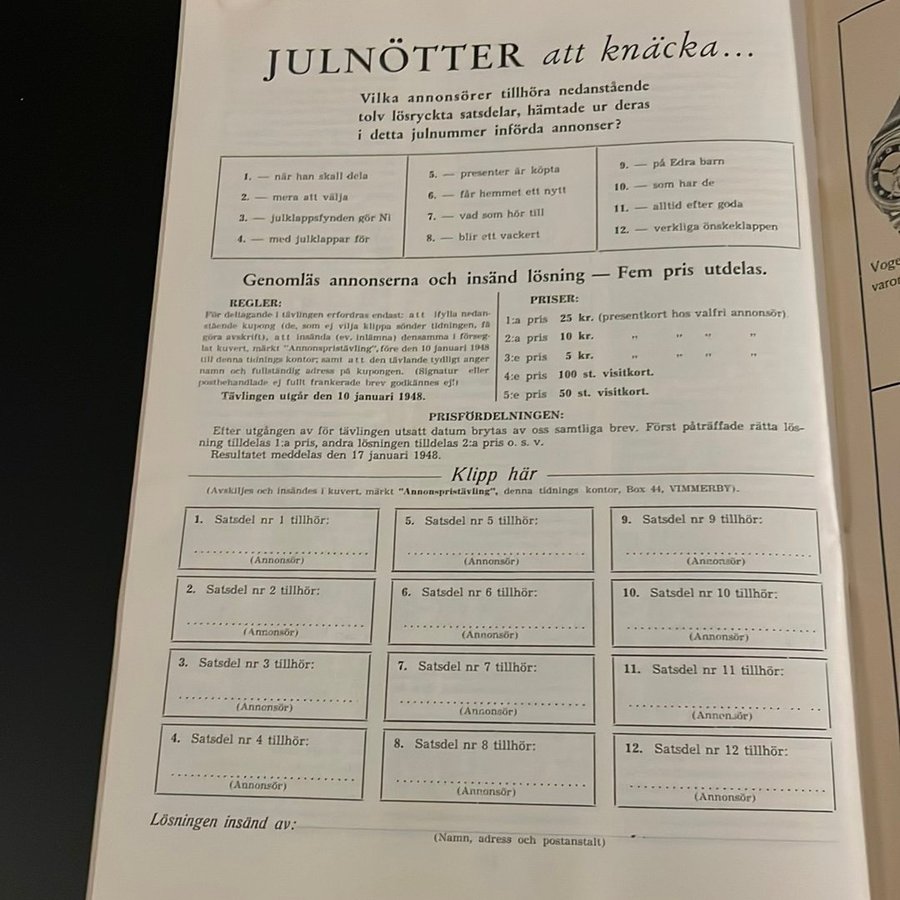 JULNÖTTER att knäcka...
Vilka annonsörer tillhöra nedanstående
tolv lösryckta satsdelar, hämtade ur deras
i detta julnummer införda annonser?
1. — när han skall dela
2. — mera att välja
3. — julklappsfynden gör Ni
4. — med julklappar för
5. — presenter är köpta
6. — får hemmet ett nytt
7. — vad som hör till
8. — blir ett vackert
9. — på Edra barn
10. — som har de
11. — alltid efter goda
12. — verkliga önskeklappen
Genomläs annonserna och insänd lösning — Fem pris utdelas.
REGLER:
För deltagande i tävlingen erfordras endast: att ifylla nedan-
stående kupong (de, som ej vilja klippa sönder tidningen, få
göra avskrift), att insända (ev. inlämna) densamma i förseg-
lat kuvert, märkt "Annonspristävling", före den 10 januari 1948
till denna tidnings kontor; samt att den tävlande tydligt anger
namn och fullständig adress på kupongen. (Signatur eller
postbehandlade ej fullt frankerade brev godkännes ej!)
Tävlingen utgår den 10 januari 1948.
PRISER:
1:a pris 25 kr. (presentkort hos valfri annonsör)
2:a pris 10 kr. " " " "
3:e pris 5 kr. " " " "
4:e pris 100 st. visitkort.
5:e pris 50 st. visitkort.
PRISFÖRDELNINGEN:
Efter utgången av för tävlingen utsatt datum brytas av oss samtliga brev. Först påträffade rätta lös-
ning tilldelas 1:a pris, andra lösningen tilldelas 2:a pris o. s. v.
Resultatet meddelas den 17 januari 1948.
Klipp här
(Avskiljes och insändes i kuvert, märkt "Annonspristävling", denna tidnings kontor, Box 44, VIMMERBY).
1. Satsdel nr 1 tillhör:
(Annonsör)
2. Satsdel nr 2 tillhör:
(Annonsör)
3. Satsdel nr 3 tillhör:
(Annonsör)
4. Satsdel nr 4 tillhör:
(Annonsör)
5. Satsdel nr 5 tillhör:
(Annonsör)
6. Satsdel nr 6 tillhör:
(Annonsör)
7. Satsdel nr 7 tillhör:
(Annonsör)
8. Satsdel nr 8 tillhör:
(Annonsör)
9. Satsdel nr 9 tillhör:
(Annonsör)
10. Satsdel nr 10 tillhör:
(Annonsör)
11. Satsdel nr 11 tillhör:
(Annonsör)
12. Satsdel nr 12 tillhör:
(Annonsör)
Lösningen insänd av:
(Namn, adress och postanstalt)